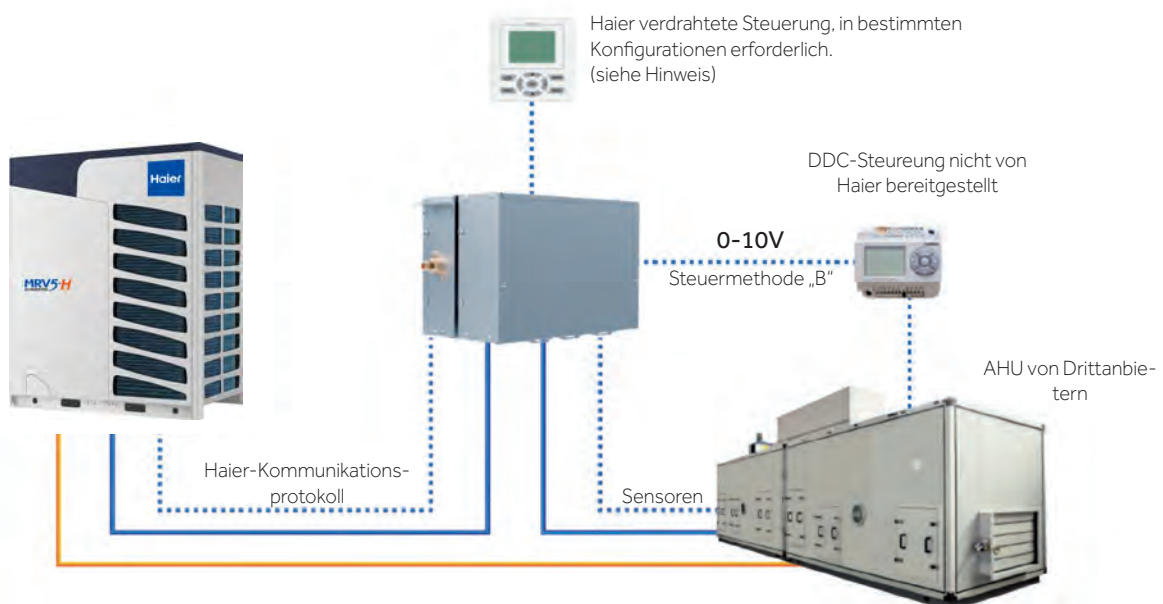 Haier verdrahtete Steuerung, in bestimmten
Konfigurationen erforderlich.
(siehe Hinweis)
DDC-Steureung nicht von
Haier bereitgestellt
Haier
0-10V
Steuermethode „B“
MRV5-H
AHU von Drittanbie-
tern
Haier-Kommunikations-
protokoll
Sensoren